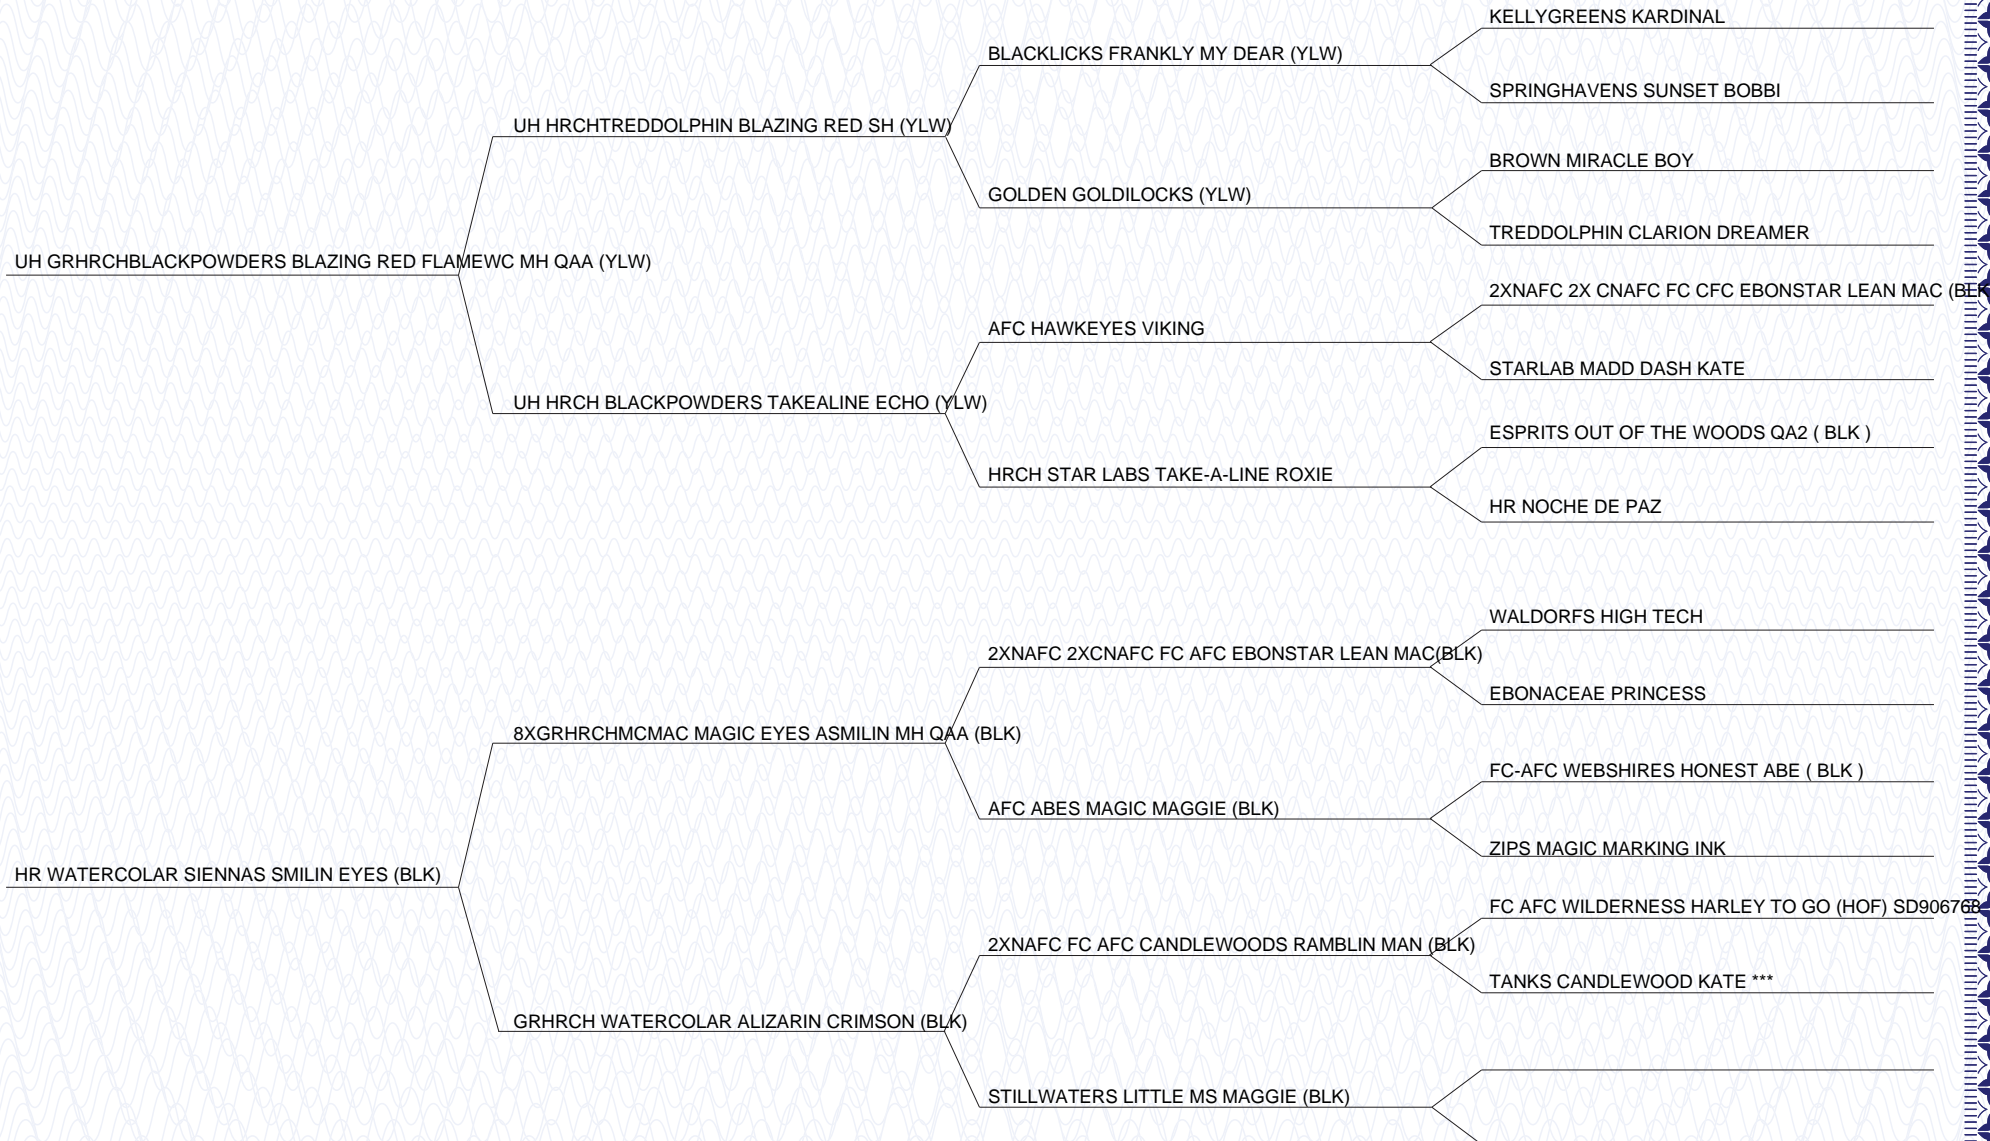 KELLYGREENS KARDINAL
BLACKLICKS FRANKLY MY DEAR (YLW)
SPRINGHAVENS SUNSET BOBBI
UH HRCHTREDDOLPHIN BLAZING RED SH (YLW)
BROWN MIRACLE BOY
GOLDEN GOLDILOCKS (YLW)
TREDDOLPHIN CLARION DREAMER
UH GRHRCHBLACKPOWDERS BLAZING RED FLAMEWC MH QAA (YLW)
2XNAFC 2X CNAFC FC CFC EBONSTAR LEAN MAC (BLK
AFC HAWKEYES VIKING
STARLAB MADD DASH KATE
UH HRCH BLACKPOWDERS TAKEALINE ECHO (YLW)
ESPRITS OUT OF THE WOODS QA2 ( BLK )
HRCH STAR LABS TAKE-A-LINE ROXIE
HR NOCHE DE PAZ
WALDORFS HIGH TECH
2XNAFC 2XCNAFC FC AFC EBONSTAR LEAN MAC(BLK)
EBONACEAE PRINCESS
8XGRHRCHMCMAC MAGIC EYES ASMILIN MH QAA (BLK)
FC-AFC WEBSHIRES HONEST ABE ( BLK )
AFC ABES MAGIC MAGGIE (BLK)
ZIPS MAGIC MARKING INK
HR WATERCOLAR SIENNAS SMILIN EYES (BLK)
FC AFC WILDERNESS HARLEY TO GO (HOF) SD906768
2XNAFC FC AFC CANDLEWOODS RAMBLIN MAN (BLK)
TANKS CANDLEWOOD KATE ***
GRHRCH WATERCOLAR ALIZARIN CRIMSON (BLK)
STILLWATERS LITTLE MS MAGGIE (BLK)